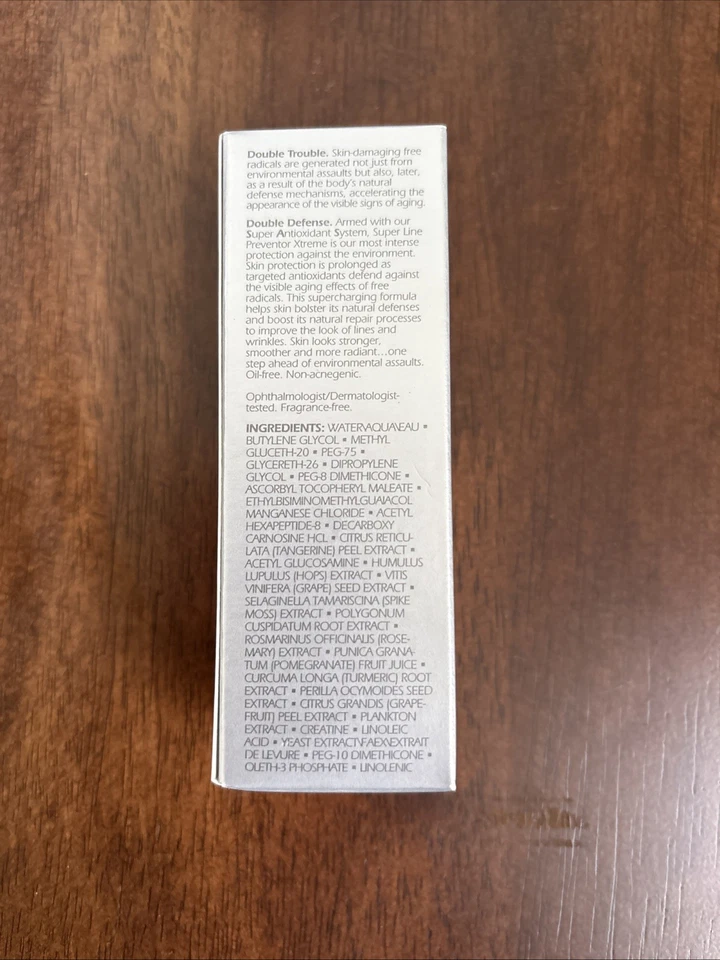 Double Trouble. Skin-damaging free
radicals are generated not just from
environmental assaults but also, later,
as a result of the body's natural
defense mechanisms, accelerating the
appearance of the visible signs of aging.
Double Defense. Armed with our
Super Antioxidant System, Super Line
Preventor Xtreme is our most intense
protection against the environment.
Skin protection is prolonged as
targeted antioxidants defend against
the visible aging effects of free
radicals. This supercharging formula
helps skin bolster its natural defenses
and boost its natural repair processes
to improve the look of lines and
wrinkles. Skin looks stronger,
smoother and more radiant...one
step ahead of environmental assaults.
Oil-free. Non-acnegenic.
Ophthalmologist/Dermatologist-
tested. Fragrance-free.
INGREDIENTS: WATER\AQUA\EAU ▪
BUTYLENE GLYCOL ▪ METHYL
GLUCETH-20 ▪ PEG-75 ▪
GLYCERETH-26 ▪ DIPROPYLENE
GLYCOL ▪ PEG-8 DIMETHICONE ▪
ASCORBYL TOCOPHERYL MALEATE ▪
ETHYLBISIMINOMETHYLGUAIACOL
MANGANESE CHLORIDE ▪ ACETYL
HEXAPEPTIDE-8 ▪ DECARBOXY
CARNOSINE HCL ▪ CITRUS RETICU-
LATA (TANGERINE) PEEL EXTRACT ▪
ACETYL GLUCOSAMINE ▪ HUMULUS
LUPULUS (HOPS) EXTRACT ▪ VITIS
VINIFERA (GRAPE) SEED EXTRACT ▪
SELAGINELLA TAMARISCINA (SPIKE
MOSS) EXTRACT ▪ POLYGONUM
CUSPIDATUM ROOT EXTRACT ▪
ROSMARINUS OFFICINALIS (ROSE-
MARY) EXTRACT ▪ PUNICA GRANA-
TUM (POMEGRANATE) FRUIT JUICE ▪
CURCUMA LONGA (TURMERIC) ROOT
EXTRACT ▪ PERILLA OCYMOIDES SEED
EXTRACT ▪ CITRUS GRANDIS (GRAPE-
FRUIT) PEEL EXTRACT ▪ PLANKTON
EXTRACT ▪ CREATINE ▪ LINOLEIC
ACID ▪ YEAST EXTRACT\FAEX\EXTRAIT
DE LEVURE ▪ PEG-10 DIMETHICONE ▪
OLETH-3 PHOSPHATE ▪ LINOLENIC